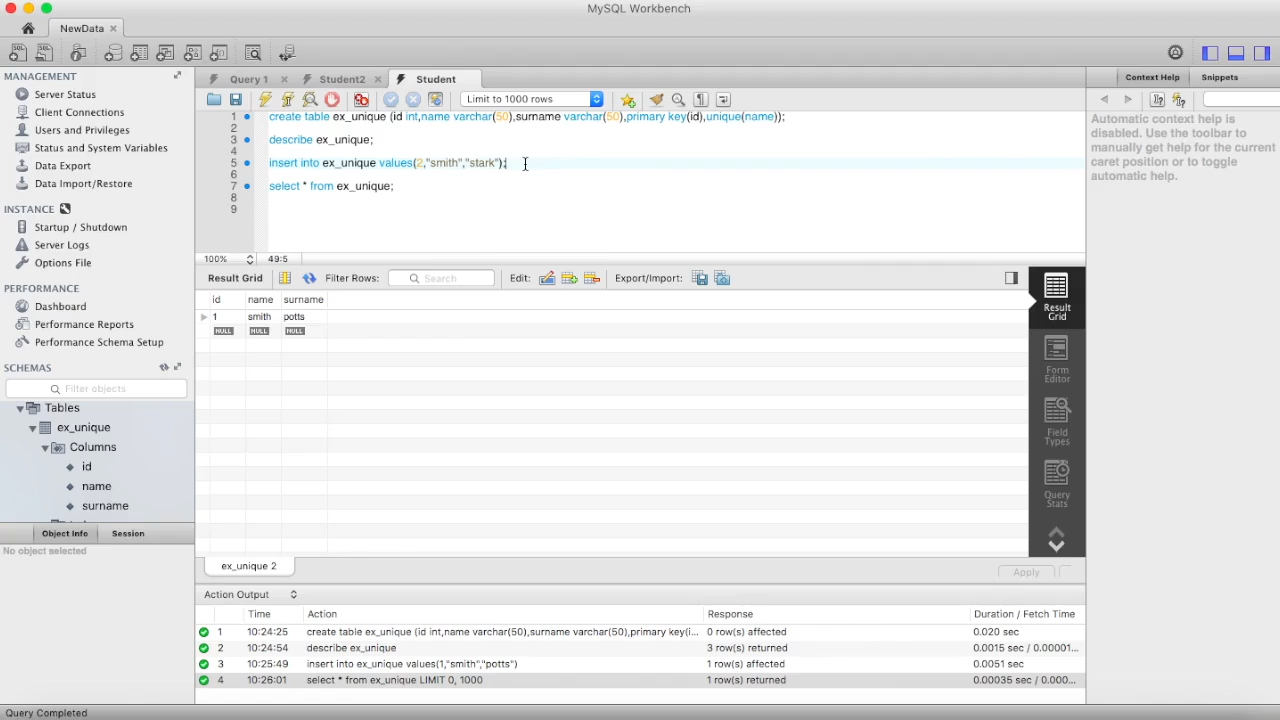 MySQL Workbench
NewData
MANAGEMENT
Server Status
Client Connections
Users and Privileges
Status and System Variables
Data Export
Data Import/Restore
INSTANCE
Startup / Shutdown
Server Logs
Options File
PERFORMANCE
Dashboard
Performance Reports
Performance Schema Setup
SCHEMAS
Filter objects
Tables
ex_unique
Columns
id
name
surname
Object Info Session
No object selected
Query 1 Student2 Student
Limit to 1000 rows
1 create table ex_unique (id int,name varchar(50),surname varchar(50),primary key(id),unique(name));
2
3 describe ex_unique;
4
5 insert into ex_unique values(2,"smith","stark");
6
7 select * from ex_unique;
8
9
100% 49:5
Result Grid Filter Rows: Search Edit: Export/Import:
id name surname
1 smith potts
NULL NULL NULL
Result Grid
Form Editor
Field Types
Query Stats
ex_unique 2
Apply
Action Output
Time Action Response Duration / Fetch Time
1 10:24:25 create table ex_unique (id int,name varchar(50),surname varchar(50),primary key(i... 0 row(s) affected 0.020 sec
2 10:24:54 describe ex_unique 3 row(s) returned 0.0015 sec / 0.00001...
3 10:25:49 insert into ex_unique values(1,"smith","potts") 1 row(s) affected 0.0051 sec
4 10:26:01 select * from ex_unique LIMIT 0, 1000 1 row(s) returned 0.00035 sec / 0.000...
Context Help Snippets
Automatic context help is
disabled. Use the toolbar to
manually get help for the current
caret position or to toggle
automatic help.
Query Completed